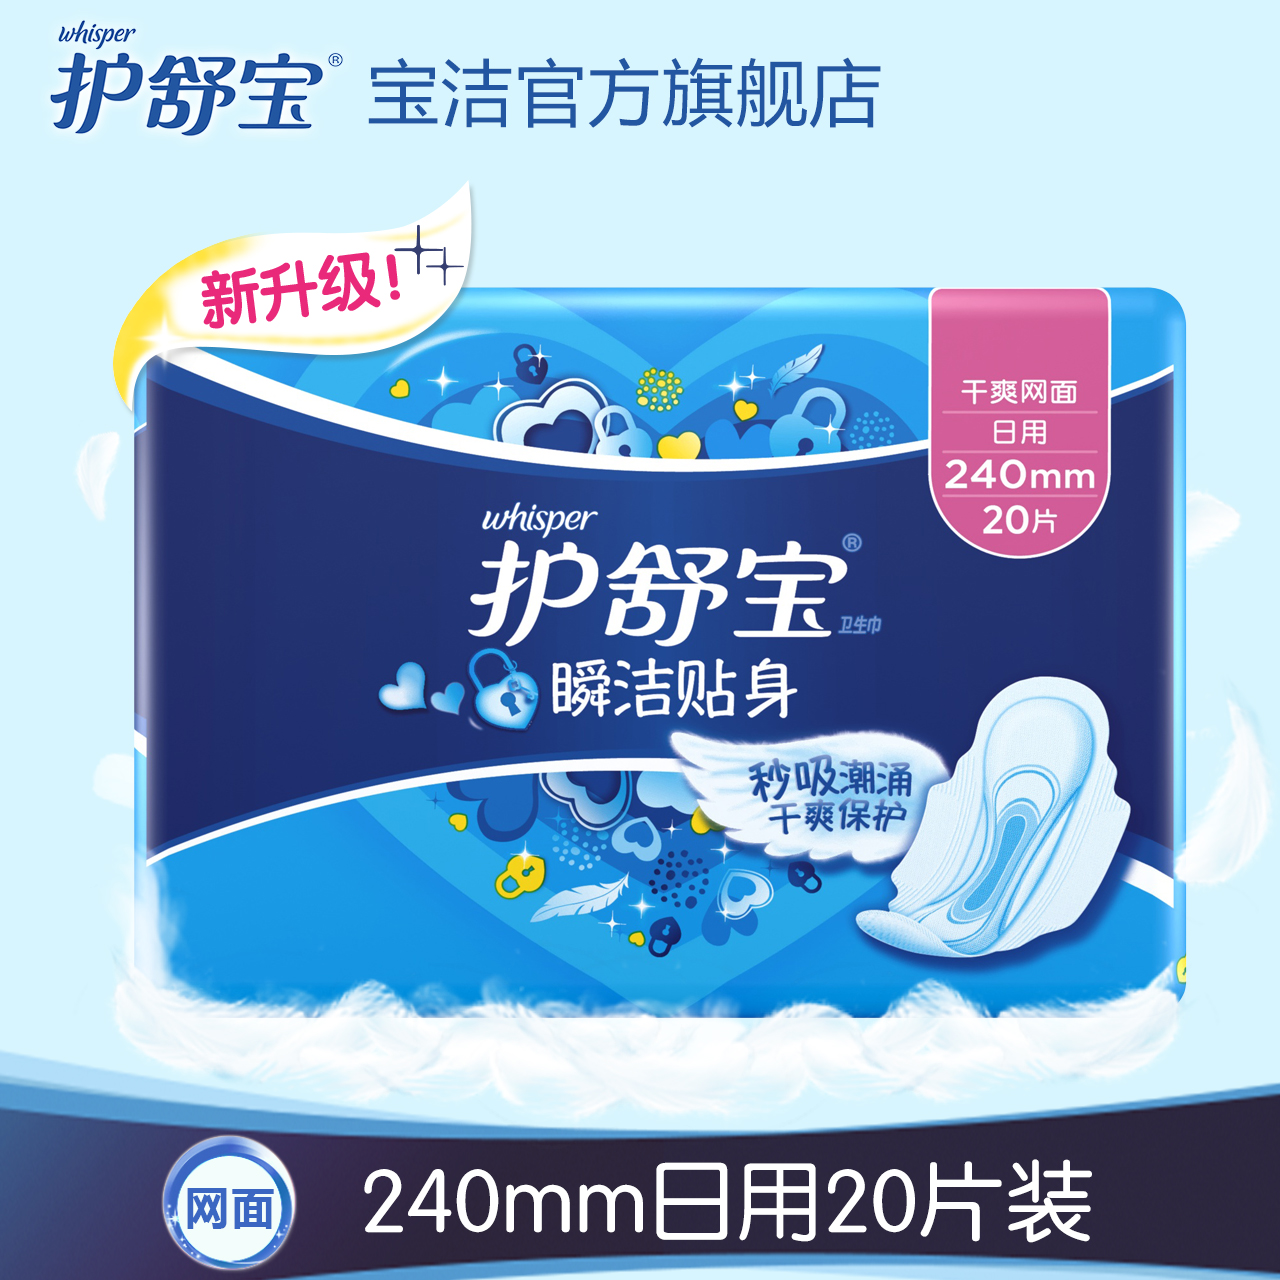 whisper
护舒宝® 宝洁官方旗舰店
新升级!
干爽网面
日用
240mm
20片
whisper
护舒宝®
卫生巾
瞬洁贴身
秒吸潮涌
干爽保护
网面
240mm日用20片装